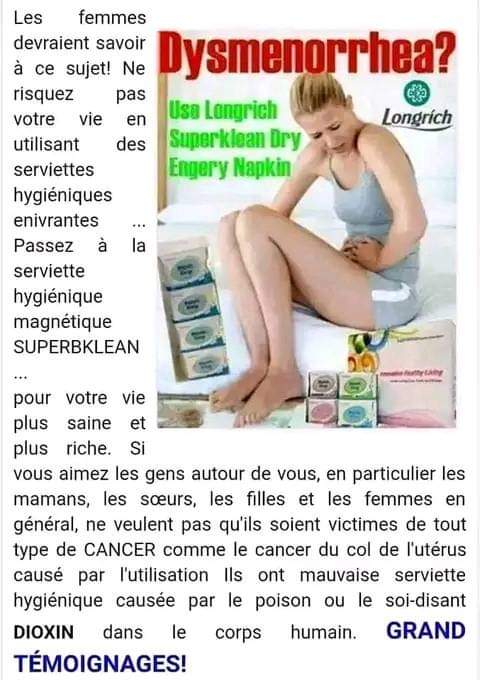 Les femmes
devraient savoir
à ce sujet! Ne
risquez pas
votre vie en
utilisant des
serviettes
hygiéniques
enivrantes ...
Passez à la
serviette
hygiénique
magnétique
SUPERBKLEAN
...
pour votre vie
plus saine et
plus riche. Si
Dysmenorrhea?
Use Longrich
Superklean Dry
Engery Napkin
Longrich
vous aimez les gens autour de vous, en particulier les
mamans, les sœurs, les filles et les femmes en
général, ne veulent pas qu'ils soient victimes de tout
type de CANCER comme le cancer du col de l'utérus
causé par l'utilisation Ils ont mauvaise serviette
hygiénique causée par le poison ou le soi-disant
DIOXIN dans le corps humain. GRAND
TÉMOIGNAGES!